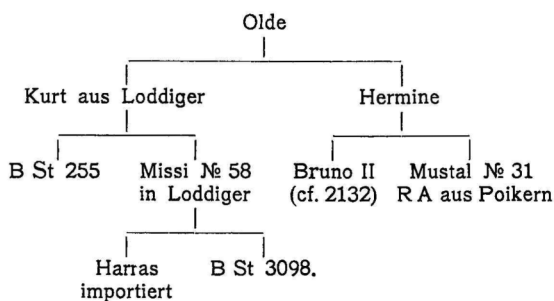 Olde
Kurt aus Loddiger Hermine
B St 255 Missi № 58 Bruno II Mustal № 31
in Loddiger (cf. 2132) R A aus Poikern
Harras B St 3098.
importiert